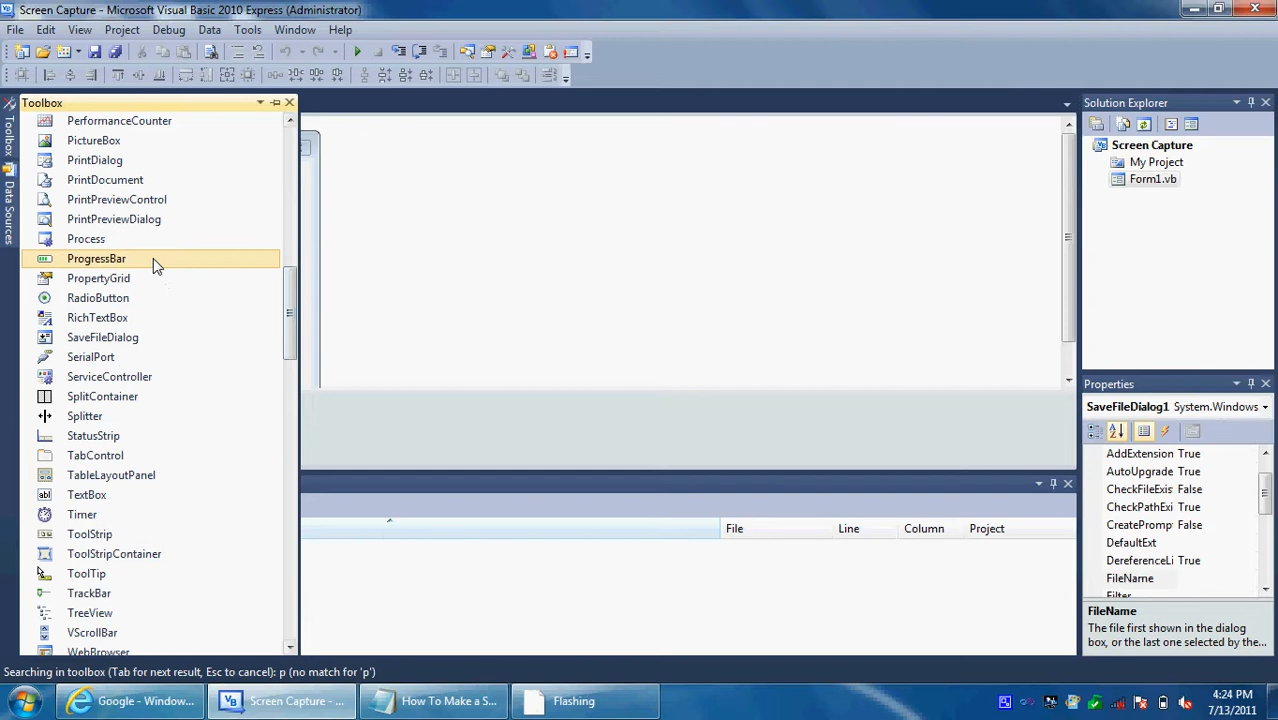 Screen Capture - Microsoft Visual Basic 2010 Express (Administrator)
File Edit View Project Debug Data Tools Window Help
Toolbox
Toolbox
Data Sources
PerformanceCounter
PictureBox
PrintDialog
PrintDocument
PrintPreviewControl
PrintPreviewDialog
Process
ProgressBar
PropertyGrid
RadioButton
RichTextBox
SaveFileDialog
SerialPort
ServiceController
SplitContainer
Splitter
StatusStrip
TabControl
TableLayoutPanel
TextBox
Timer
ToolStrip
ToolStripContainer
ToolTip
TrackBar
TreeView
VScrollBar
WebBrowser
File Line Column Project
Solution Explorer
Screen Capture
My Project
Form1.vb
Properties
SaveFileDialog1 System.Windows
AddExtension True
AutoUpgrade True
CheckFileExis False
CheckPathExi True
CreatePromp False
DefaultExt
DereferenceLi True
FileName
Filter
FileName
The file first shown in the dialog
box, or the last one selected by the
Searching in toolbox (Tab for next result, Esc to cancel): p (no match for 'p')
Google - Window...
Screen Capture - ...
How To Make a S...
Flashing
4:24 PM
7/13/2011